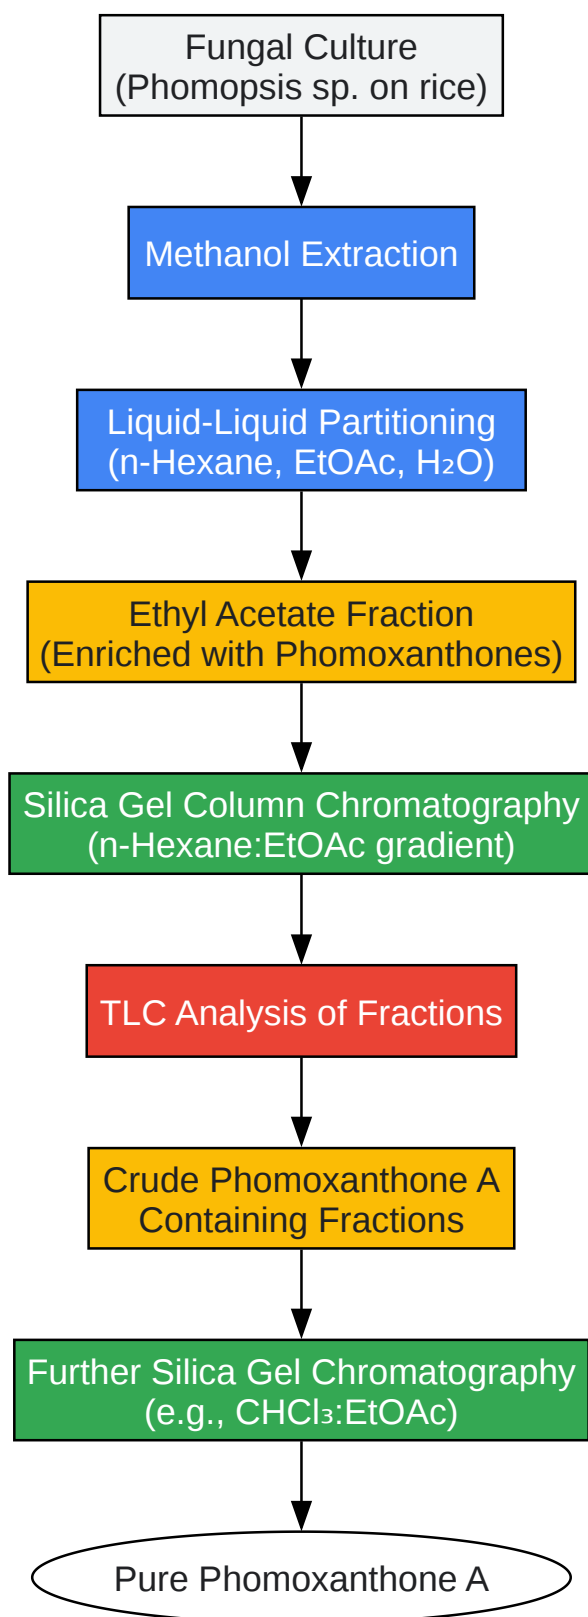 Fungal Culture
(Phomopsis sp. on rice)
Methanol Extraction
Liquid-Liquid Partitioning
(n-Hexane, EtOAc, H₂O)
Ethyl Acetate Fraction
(Enriched with Phomoxanthones)
Silica Gel Column Chromatography
(n-Hexane:EtOAc gradient)
TLC Analysis of Fractions
Crude Phomoxanthone A
Containing Fractions
Further Silica Gel Chromatography
(e.g., CHCl₃:EtOAc)
Pure Phomoxanthone A